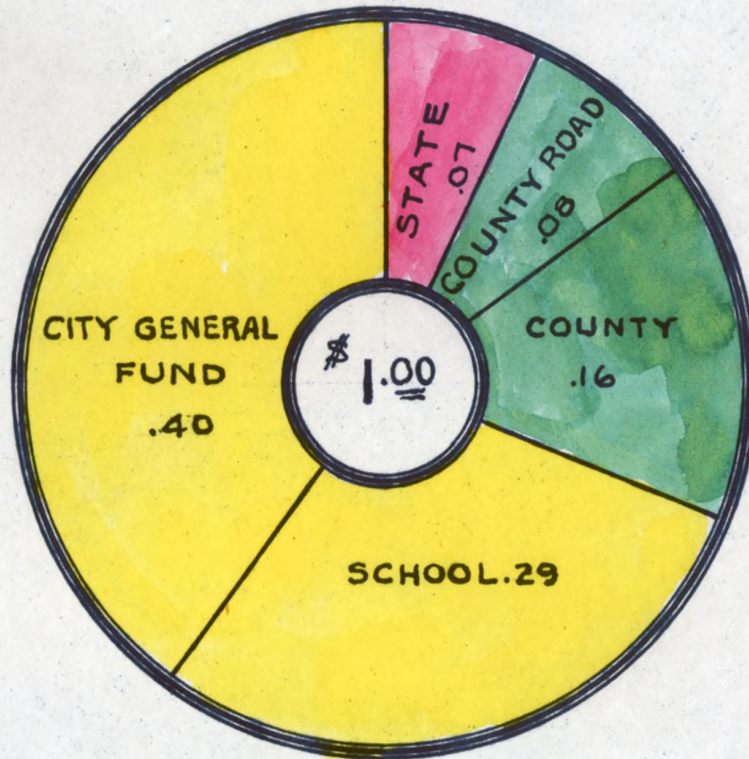 STATE
.07
COUNTY ROAD
.08
COUNTY
.16
SCHOOL .29
CITY GENERAL
FUND
.40
$ 1.00